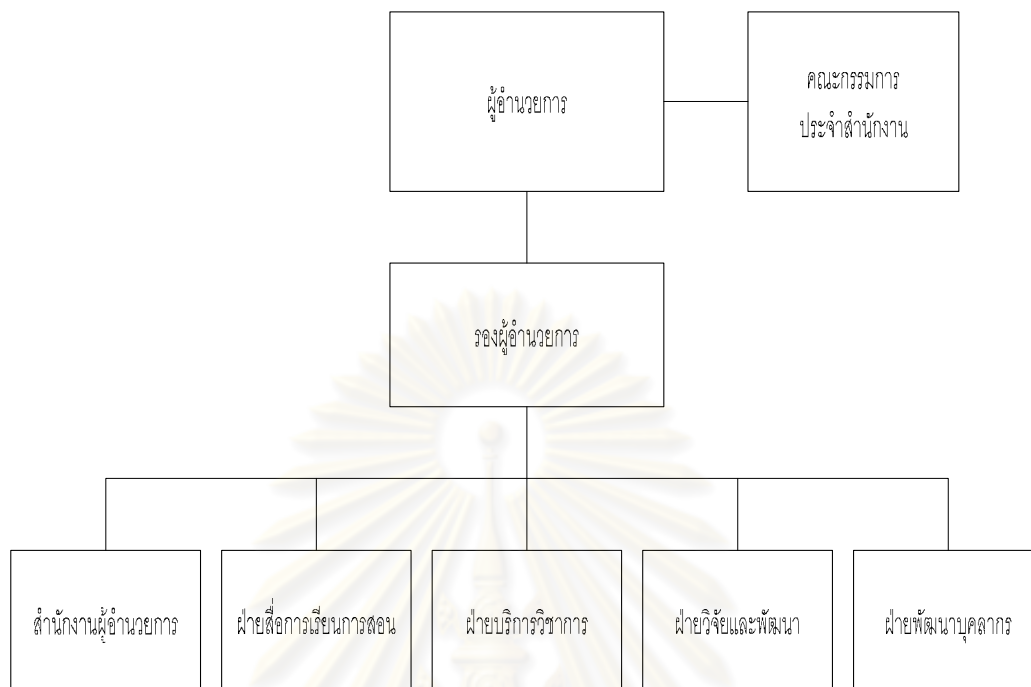 ผู้อำนวยการ
คณะกรรมการ
ประจำสำนักงาน
รองผู้อำนวยการ
สำนักงานผู้อำนวยการ
ฝ่ายสื่อการเรียนการสอน
ฝ่ายบริการวิชาการ
ฝ่ายวิจัยและพัฒนา
ฝ่ายพัฒนาบุคลากร